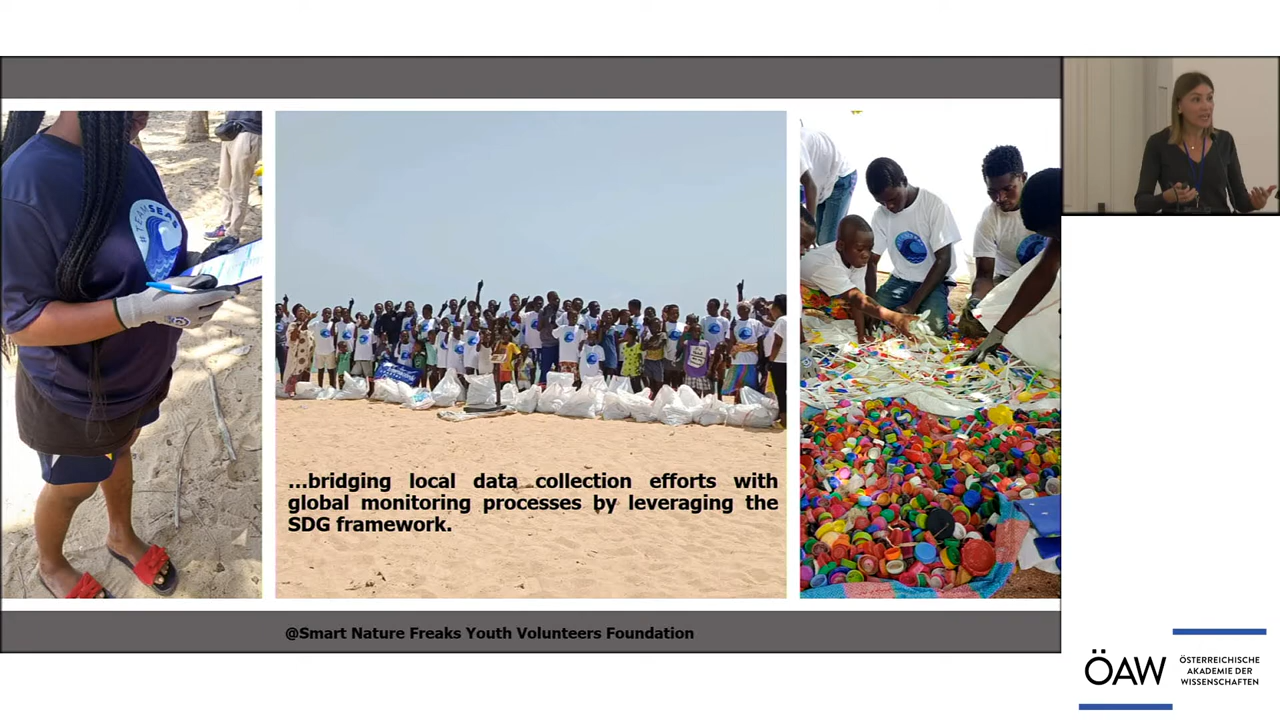 #TEAMSEAS
...bridging local data collection efforts with
global monitoring processes by leveraging the
SDG framework.
@Smart Nature Freaks Youth Volunteers Foundation
ÖAW
ÖSTERREICHISCHE
AKADEMIE DER
WISSENSCHAFTEN